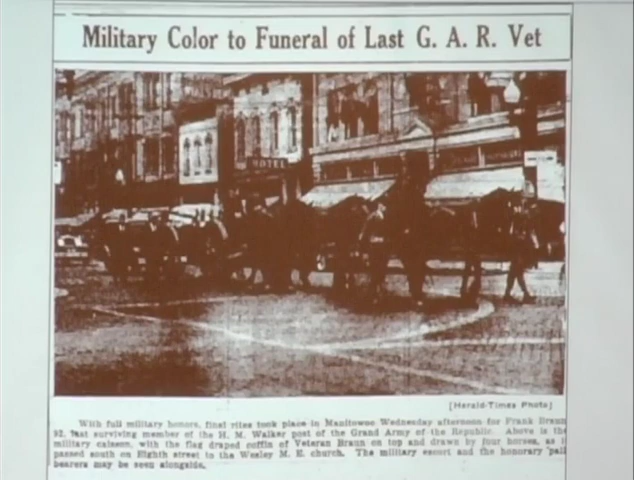 Military Color to Funeral of Last G. A. R. Vet
HOTEL
[Herald-Times Photo]
With full military honors, final rites took place in Manitowoc Wednesday afternoon for Frank Braun
92, last surviving member of the H. M. Walker post of the Grand Army of the Republic. Above is the
military caisson, with the flag draped coffin of Veteran Braun on top and drawn by four horses, as i
passed south on Eighth street to the Wesley M. E. church. The military escort and the honorary pall
bearers may be seen alongside.